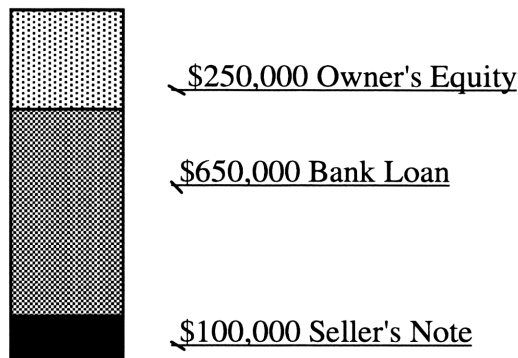 $250,000 Owner's Equity
$650,000 Bank Loan
$100,000 Seller's Note